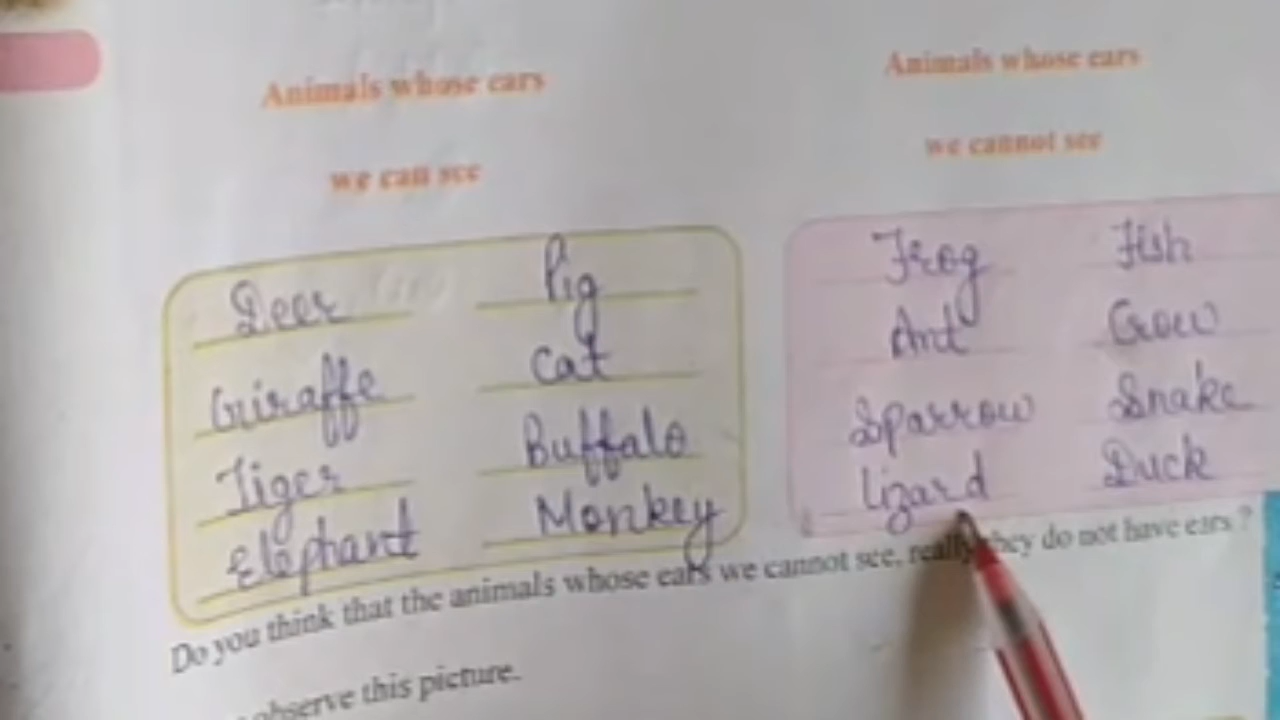 Animals whose ears
we can see
Deer Pig
Giraffe Cat
Tiger Buffalo
Elephant Monkey
Animals whose ears
we cannot see
Frog Fish
Ant Crow
Sparrow Snake
Lizard Duck
Do you think that the animals whose ears we cannot see, really they do not have ears ?
observe this picture.